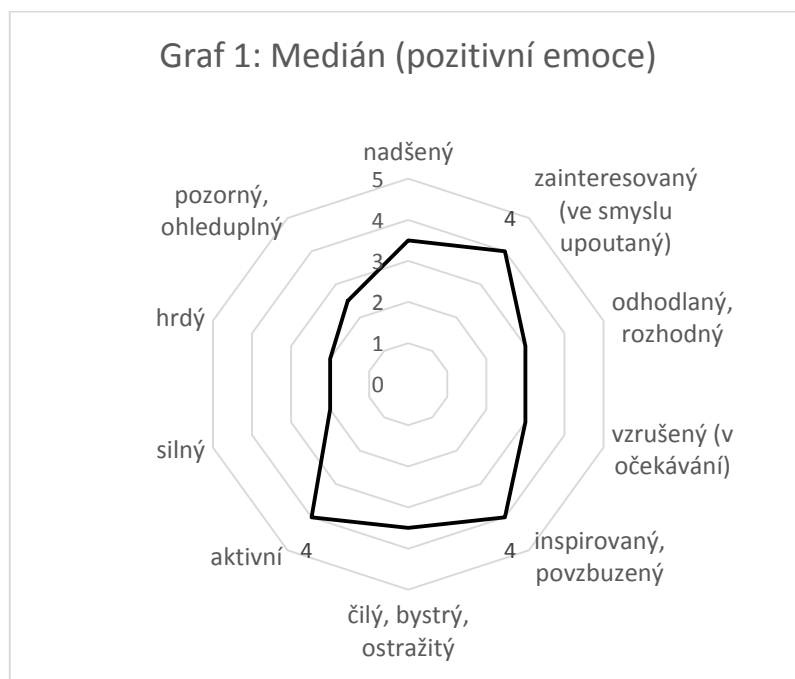 Graf 1: Medián (pozitivní emoce)
nadšený
zainteresovaný
(ve smyslu
upoutaný)
4
odhodlaný,
rozhodný
vzrušený (v
očekávání)
inspirovaný,
povzbuzený
4
čilý, bystrý,
ostražitý
aktivní
4
silný
hrdý
pozorný,
ohleduplný
5
4
3
2
1
0